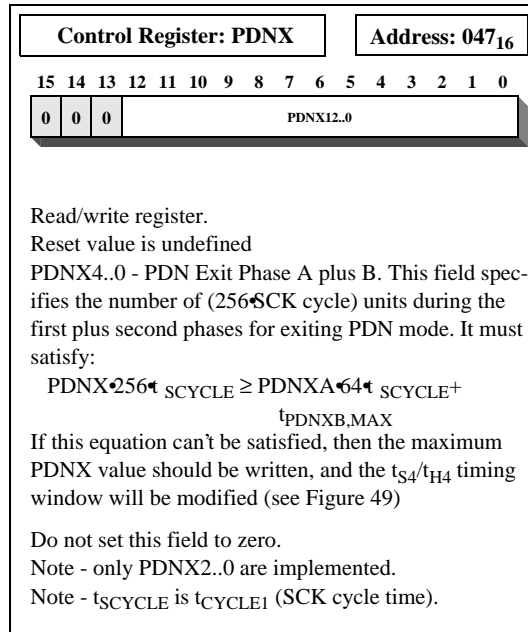 Control Register: PDNX
Address: 047₁₆
15 14 13 12 11 10 9 8 7 6 5 4 3 2 1 0
0 0 0 PDNX12..0
Read/write register.
Reset value is undefined
PDNX4..0 - PDN Exit Phase A plus B. This field spec-
ifies the number of (256•SCK cycle) units during the
first plus second phases for exiting PDN mode. It must
satisfy:
PDNX•256•t SCYCLE ≥ PDNXA•64•t SCYCLE+
tPDNXB,MAX
If this equation can't be satisfied, then the maximum
PDNX value should be written, and the tS4/tH4 timing
window will be modified (see Figure 49)
Do not set this field to zero.
Note - only PDNX2..0 are implemented.
Note - tSCYCLE is tCYCLE1 (SCK cycle time).